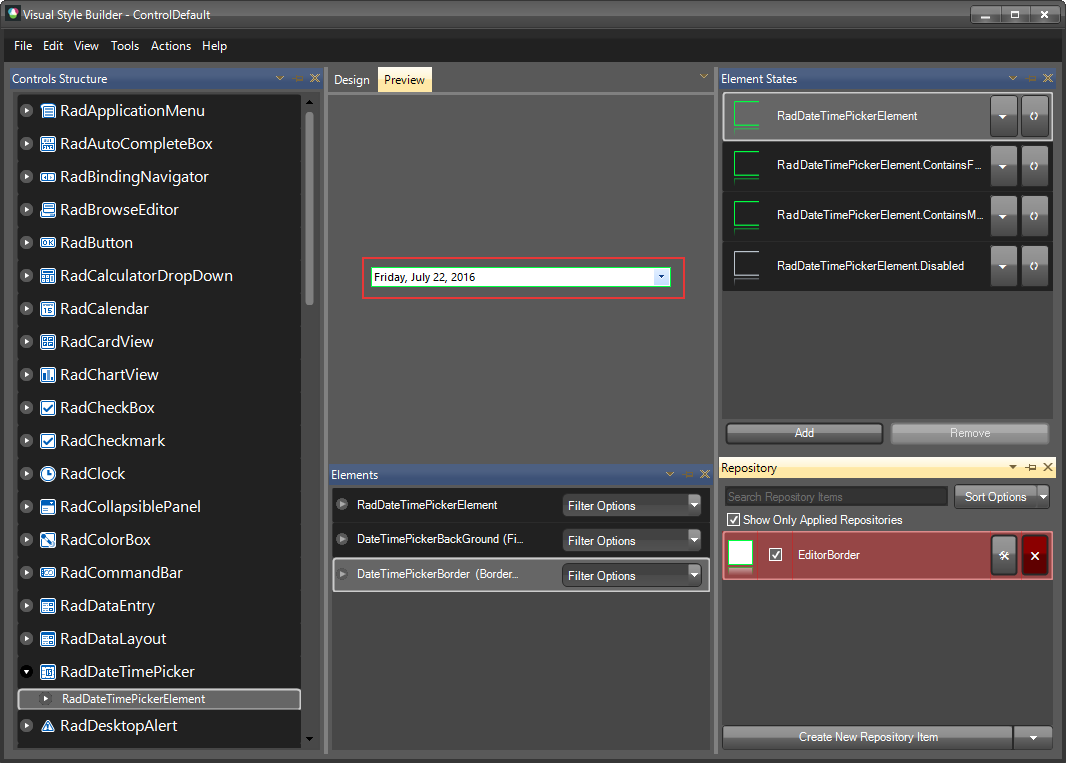 Visual Style Builder - ControlDefault
File Edit View Tools Actions Help
Controls Structure
RadApplicationMenu
RadAutoCompleteBox
RadBindingNavigator
RadBrowseEditor
RadButton
RadCalculatorDropDown
RadCalendar
RadCardView
RadChartView
RadCheckBox
RadCheckmark
RadClock
RadCollapsiblePanel
RadColorBox
RadCommandBar
RadDataEntry
RadDataLayout
RadDateTimePicker
RadDateTimePickerElement
RadDesktopAlert
Design Preview
Friday, July 22, 2016
Elements
RadDateTimePickerElement Filter Options
DateTimePickerBackGround (Fi... Filter Options
DateTimePickerBorder (Border... Filter Options
Element States
RadDateTimePickerElement
RadDateTimePickerElement.ContainsF...
RadDateTimePickerElement.ContainsM...
RadDateTimePickerElement.Disabled
Add Remove
Repository
Search Repository Items Sort Options
Show Only Applied Repositories
EditorBorder
Create New Repository Item